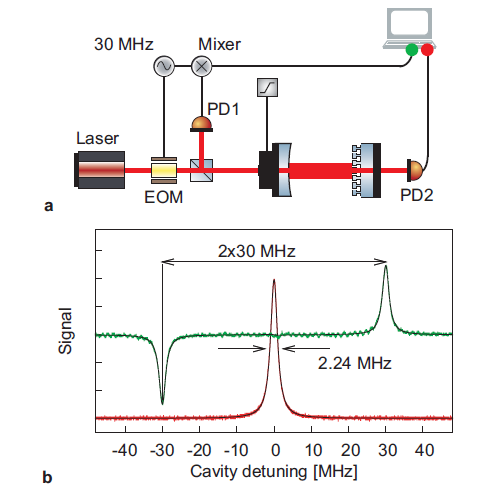 30 MHz
Mixer
PD1
Laser
EOM
PD2
a
2x30 MHz
Signal
2.24 MHz
-40 -30 -20 -10 0 10 20 30 40
Cavity detuning [MHz]
b